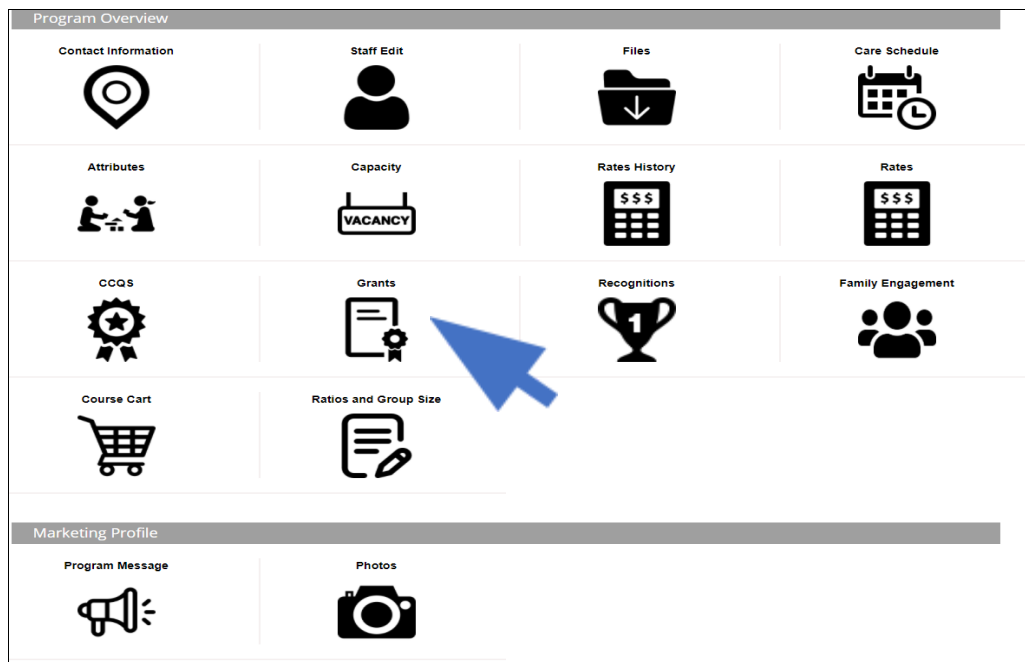 Program Overview
Contact Information
Staff Edit
Files
Care Schedule
Attributes
Capacity
Rates History
Rates
VACANCY
$$$
$$$
CCQS
Grants
Recognitions
Family Engagement
1
Course Cart
Ratios and Group Size
Marketing Profile
Program Message
Photos